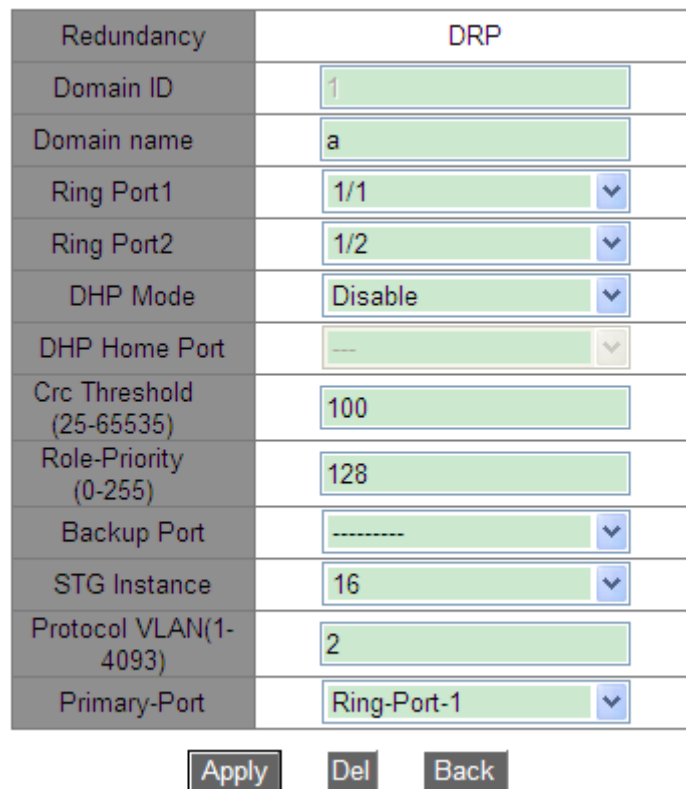 Redundancy DRP
Domain ID 1
Domain name a
Ring Port1 1/1
Ring Port2 1/2
DHP Mode Disable
DHP Home Port ---
Crc Threshold
(25-65535) 100
Role-Priority
(0-255) 128
Backup Port ---------
STG Instance 16
Protocol VLAN(1-
4093) 2
Primary-Port Ring-Port-1
Apply Del Back